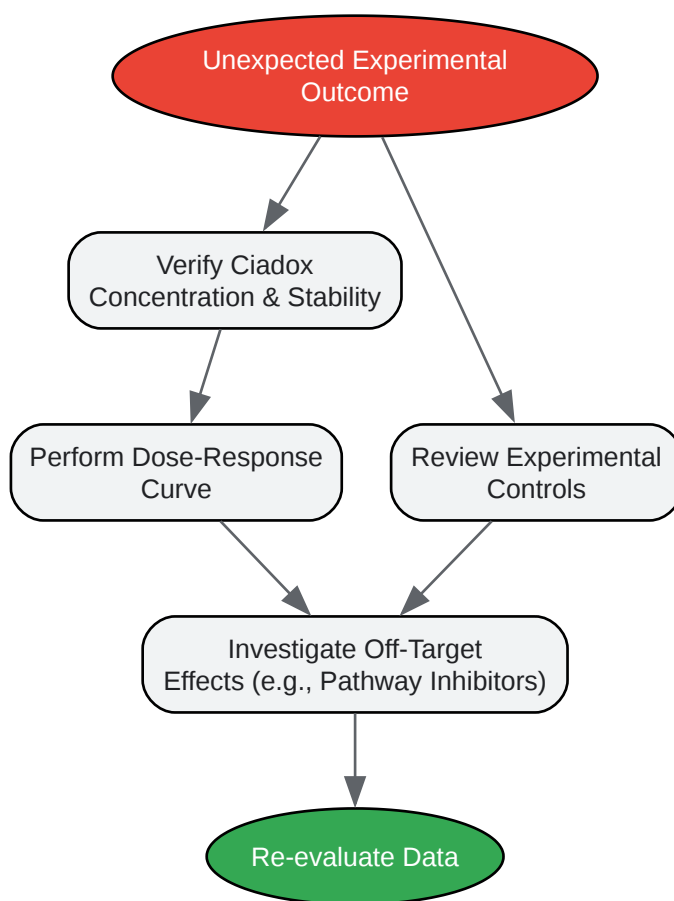 Unexpected Experimental
Outcome
Verify Ciadox
Concentration & Stability
Perform Dose-Response
Curve
Review Experimental
Controls
Investigate Off-Target
Effects (e.g., Pathway Inhibitors)
Re-evaluate Data